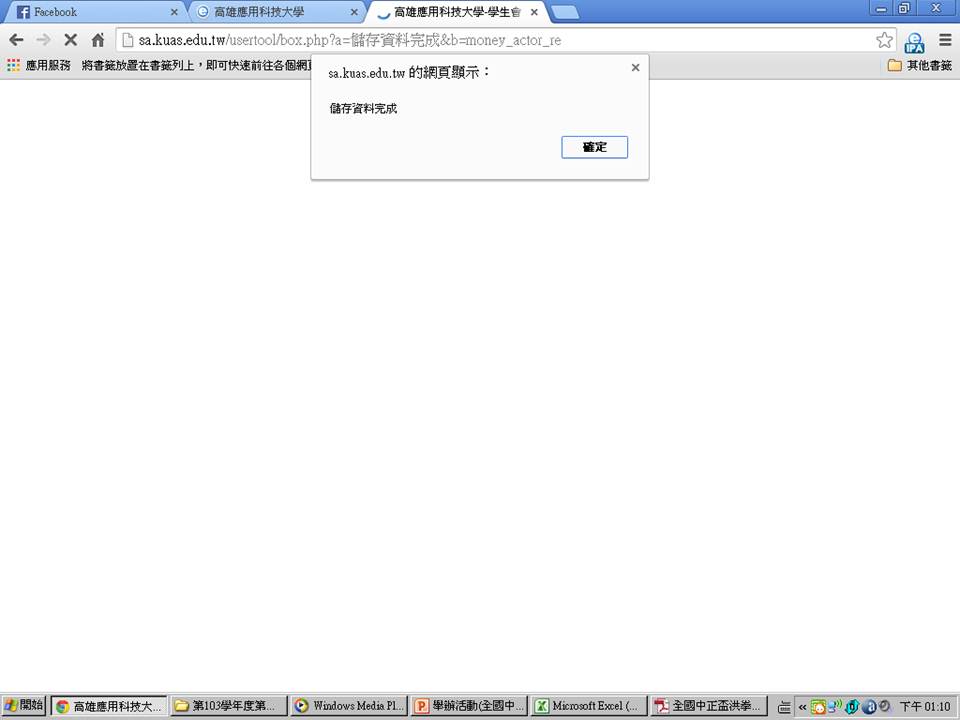 Facebook
高雄應用科技大學
高雄應用科技大學-學生會
sa.kuas.edu.tw/usertool/box.php?a=儲存資料完成&b=money_actor_re
IPA
應用服務
將書籤放置在書籤列上，即可快速前往各個網頁
其他書籤
sa.kuas.edu.tw 的網頁顯示：
儲存資料完成
確定
開始
高雄應用科技大...
第103學年度第...
Windows Media Pl...
舉辦活動(全國中...
Microsoft Excel (...
全國中正盃洪拳...
下午 01:10